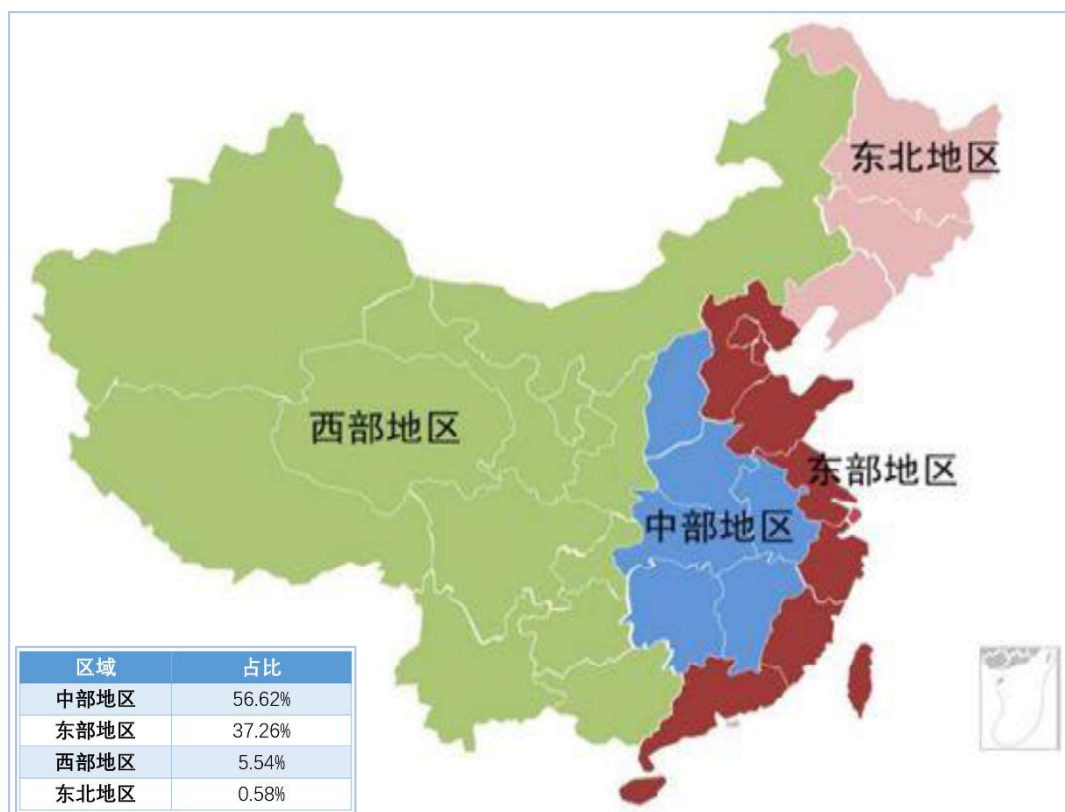 东北地区
西部地区
东部地区
中部地区
区域 占比
中部地区 56.62%
东部地区 37.26%
西部地区 5.54%
东北地区 0.58%